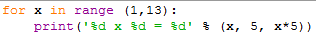 for x in range (1,13):
    print('%d x %d = %d' % (x, 5, x*5))